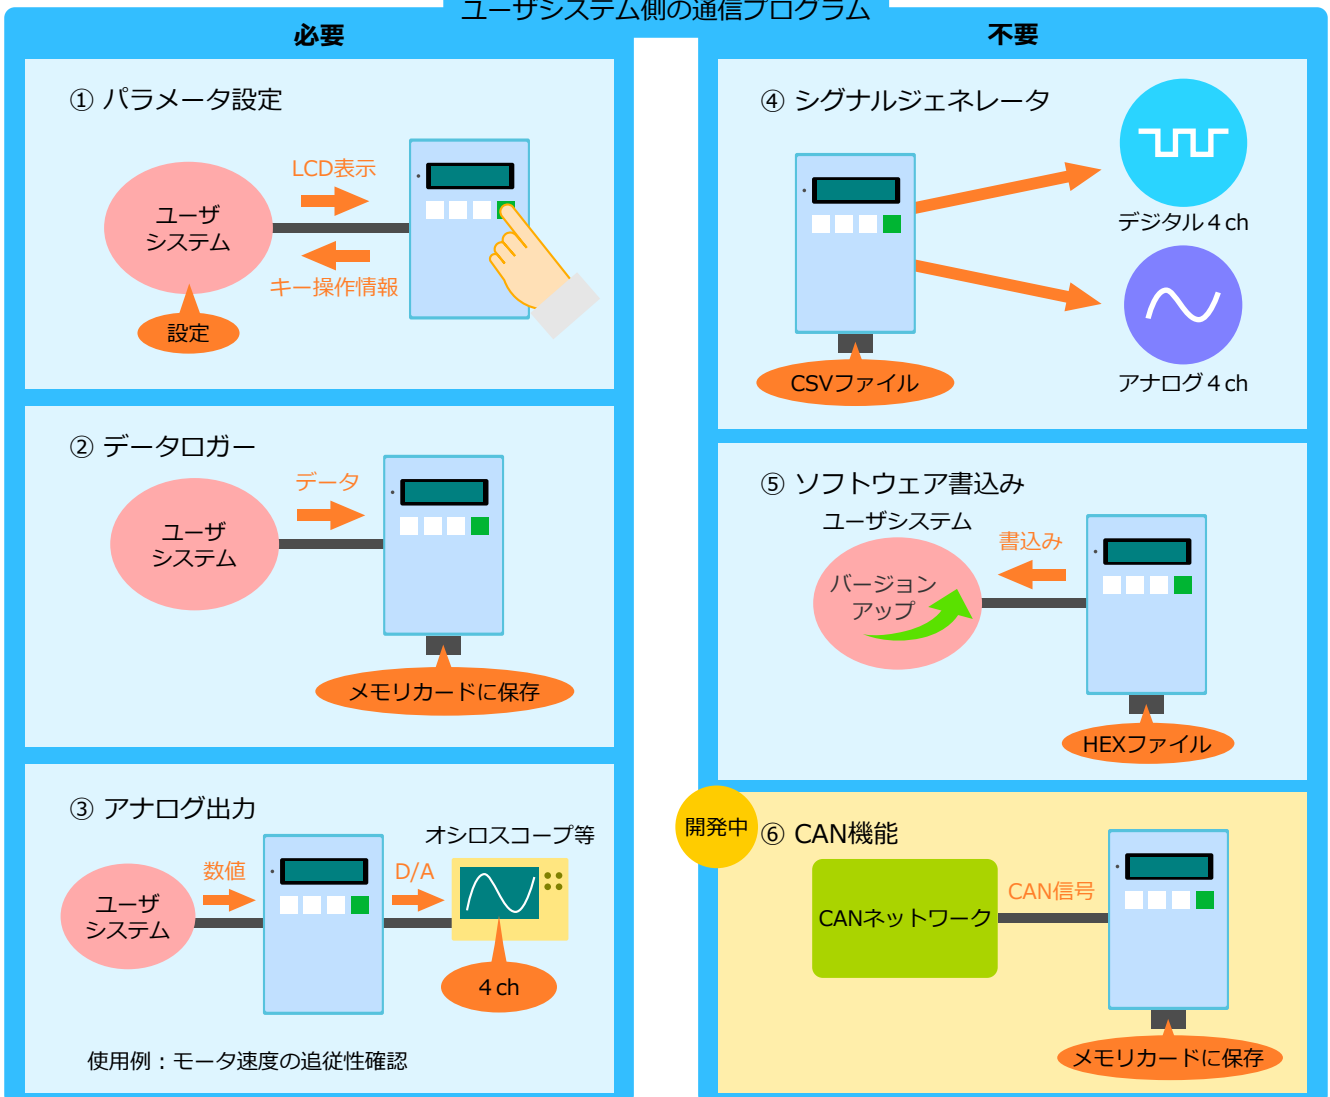 ユーザシステム側の通信プログラム
必要
① パラメータ設定
LCD表示
ユーザ
システム
キー操作情報
設定
② データロガー
データ
ユーザ
システム
メモリカードに保存
③ アナログ出力
オシロスコープ等
数値
D/A
ユーザ
システム
4 ch
使用例：モータ速度の追従性確認
不要
④ シグナルジェネレータ
デジタル4 ch
アナログ4 ch
CSVファイル
⑤ ソフトウェア書込み
ユーザシステム
書込み
バージョン
アップ
HEXファイル
開発中
⑥ CAN機能
CAN信号
CANネットワーク
メモリカードに保存